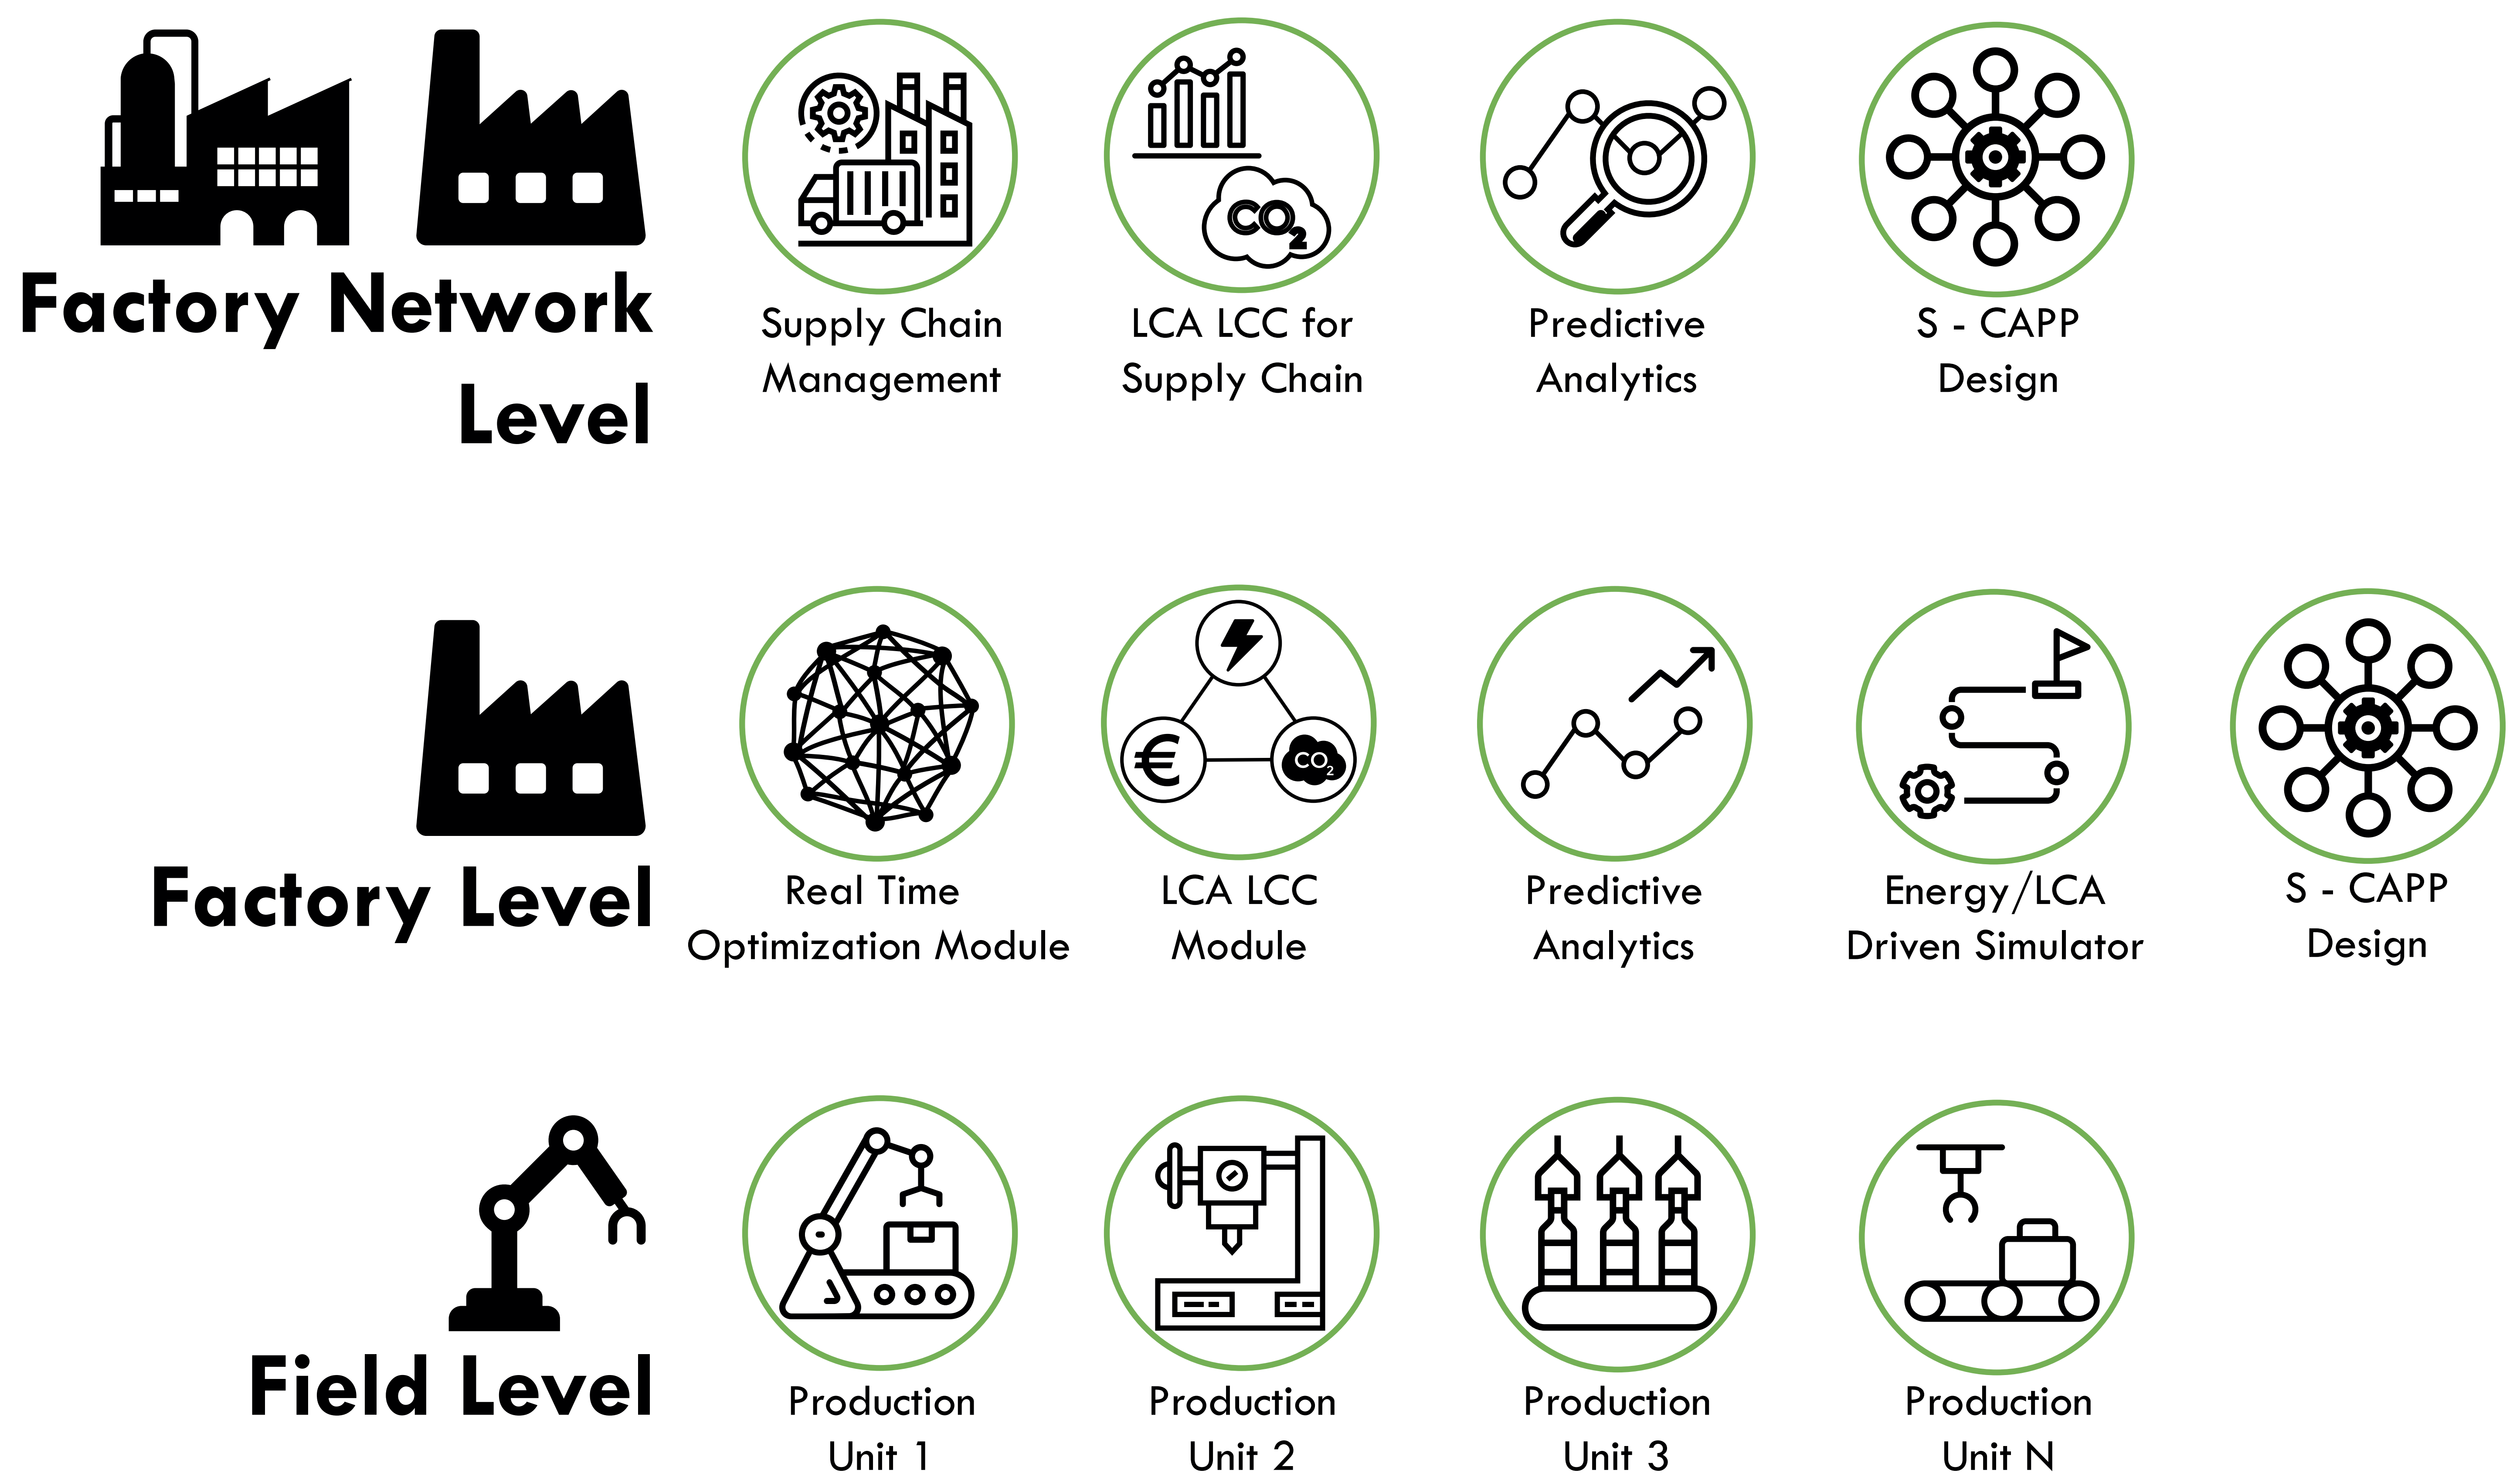 Factory Network
Level
CO2
Supply Chain
Management
LCA LCC for
Supply Chain
Predictive
Analytics
S - CAPP
Design
Factory Level
€
CO2
Real Time
Optimization Module
LCA LCC
Module
Predictive
Analytics
Energy/LCA
Driven Simulator
S - CAPP
Design
Field Level
Production
Unit 1
Production
Unit 2
Production
Unit 3
Production
Unit N